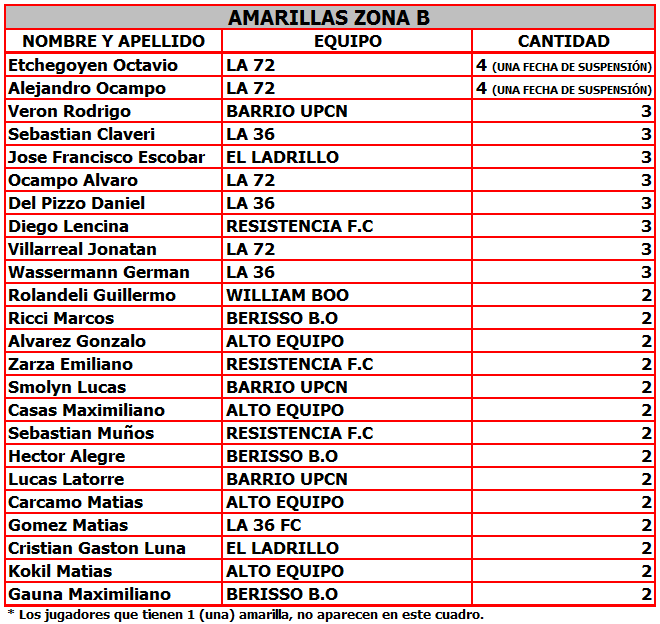 AMARILLAS ZONA B
NOMBRE Y APELLIDO EQUIPO CANTIDAD
Etchegoyen Octavio LA 72 4 (UNA FECHA DE SUSPENSIÓN)
Alejandro Ocampo LA 72 4 (UNA FECHA DE SUSPENSIÓN)
Veron Rodrigo BARRIO UPCN 3
Sebastian Claveri LA 36 3
Jose Francisco Escobar EL LADRILLO 3
Ocampo Alvaro LA 72 3
Del Pizzo Daniel LA 36 3
Diego Lencina RESISTENCIA F.C 3
Villarreal Jonatan LA 72 3
Wassermann German LA 36 3
Rolandeli Guillermo WILLIAM BOO 2
Ricci Marcos BERISSO B.O 2
Alvarez Gonzalo ALTO EQUIPO 2
Zarza Emiliano RESISTENCIA F.C 2
Smolyn Lucas BARRIO UPCN 2
Casas Maximiliano ALTO EQUIPO 2
Sebastian Muños RESISTENCIA F.C 2
Hector Alegre BERISSO B.O 2
Lucas Latorre BARRIO UPCN 2
Carcamo Matias ALTO EQUIPO 2
Gomez Matias LA 36 FC 2
Cristian Gaston Luna EL LADRILLO 2
Kokil Matias ALTO EQUIPO 2
Gauna Maximiliano BERISSO B.O 2
* Los jugadores que tienen 1 (una) amarilla, no aparecen en este cuadro.